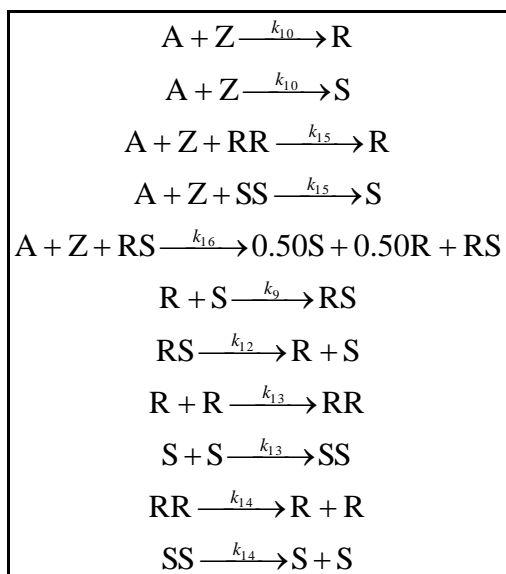 A + Z —k₁₀→ R
A + Z —k₁₀→ S
A + Z + RR —k₁₅→ R
A + Z + SS —k₁₅→ S
A + Z + RS —k₁₆→ 0.50S + 0.50R + RS
R + S —k₉→ RS
RS —k₁₂→ R + S
R + R —k₁₃→ RR
S + S —k₁₃→ SS
RR —k₁₄→ R + R
SS —k₁₄→ S + S